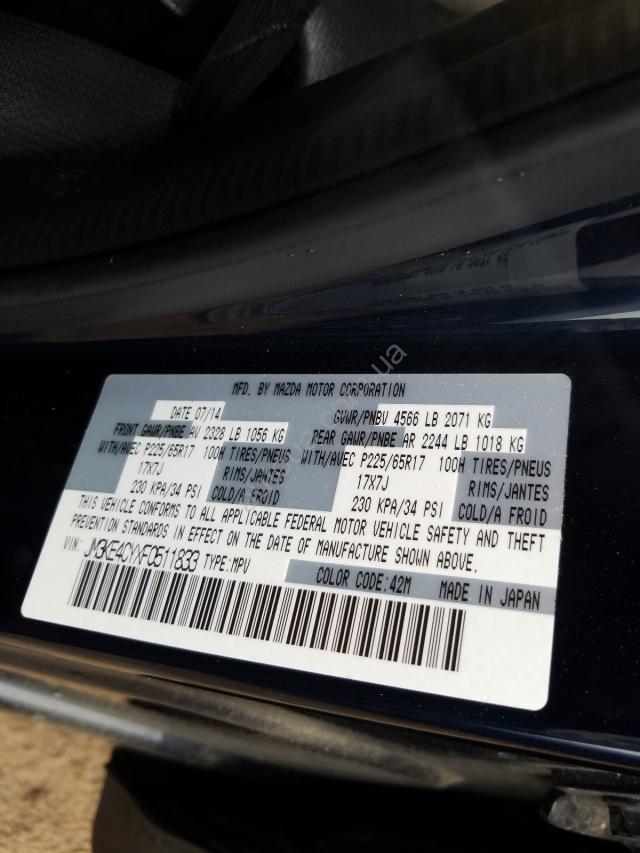 MFD. BY MAZDA MOTOR CORPORATION
DATE 07/14 GVWR/PNBV 4566 LB 2071 KG
FRONT GAWR/PNBE AV 2328 LB 1056 KG REAR GAWR/PNBE AR 2244 LB 1018 KG
WITH/AVEC P225/65R17 100H TIRES/PNEUS WITH/AVEC P225/65R17 100H TIRES/PNEUS
17X7J RIMS/JANTES 17X7J RIMS/JANTES
230 KPA/34 PSI COLD/A FROID 230 KPA/34 PSI COLD/A FROID
THIS VEHICLE CONFORMS TO ALL APPLICABLE FEDERAL MOTOR VEHICLE SAFETY AND THEFT
PREVENTION STANDARDS IN EFFECT ON THE DATE OF MANUFACTURE SHOWN ABOVE.
VIN: JM3KE4CYXF0511833 TYPE: MPV
COLOR CODE:42M MADE IN JAPAN